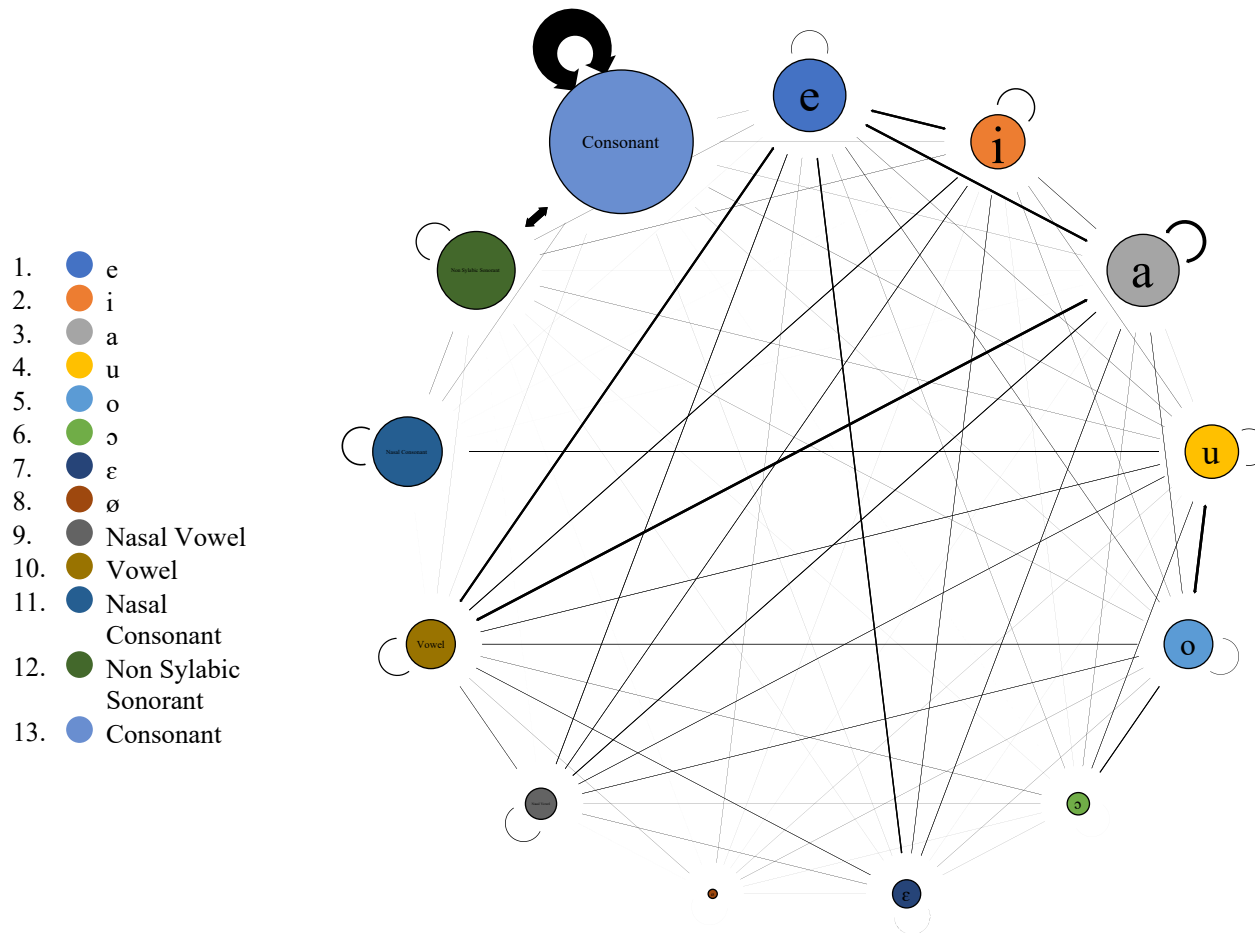 1. e
2. i
3. a
4. u
5. o
6. ɔ
7. ε
8. ø
9. Nasal Vowel
10. Vowel
11. Nasal
Consonant
12. Non Sylabic
Sonorant
13. Consonant
e
Consonant
i
Non Sylabic Sonorant
a
Nasal Consonant
u
Vowel
o
ɔ
ε